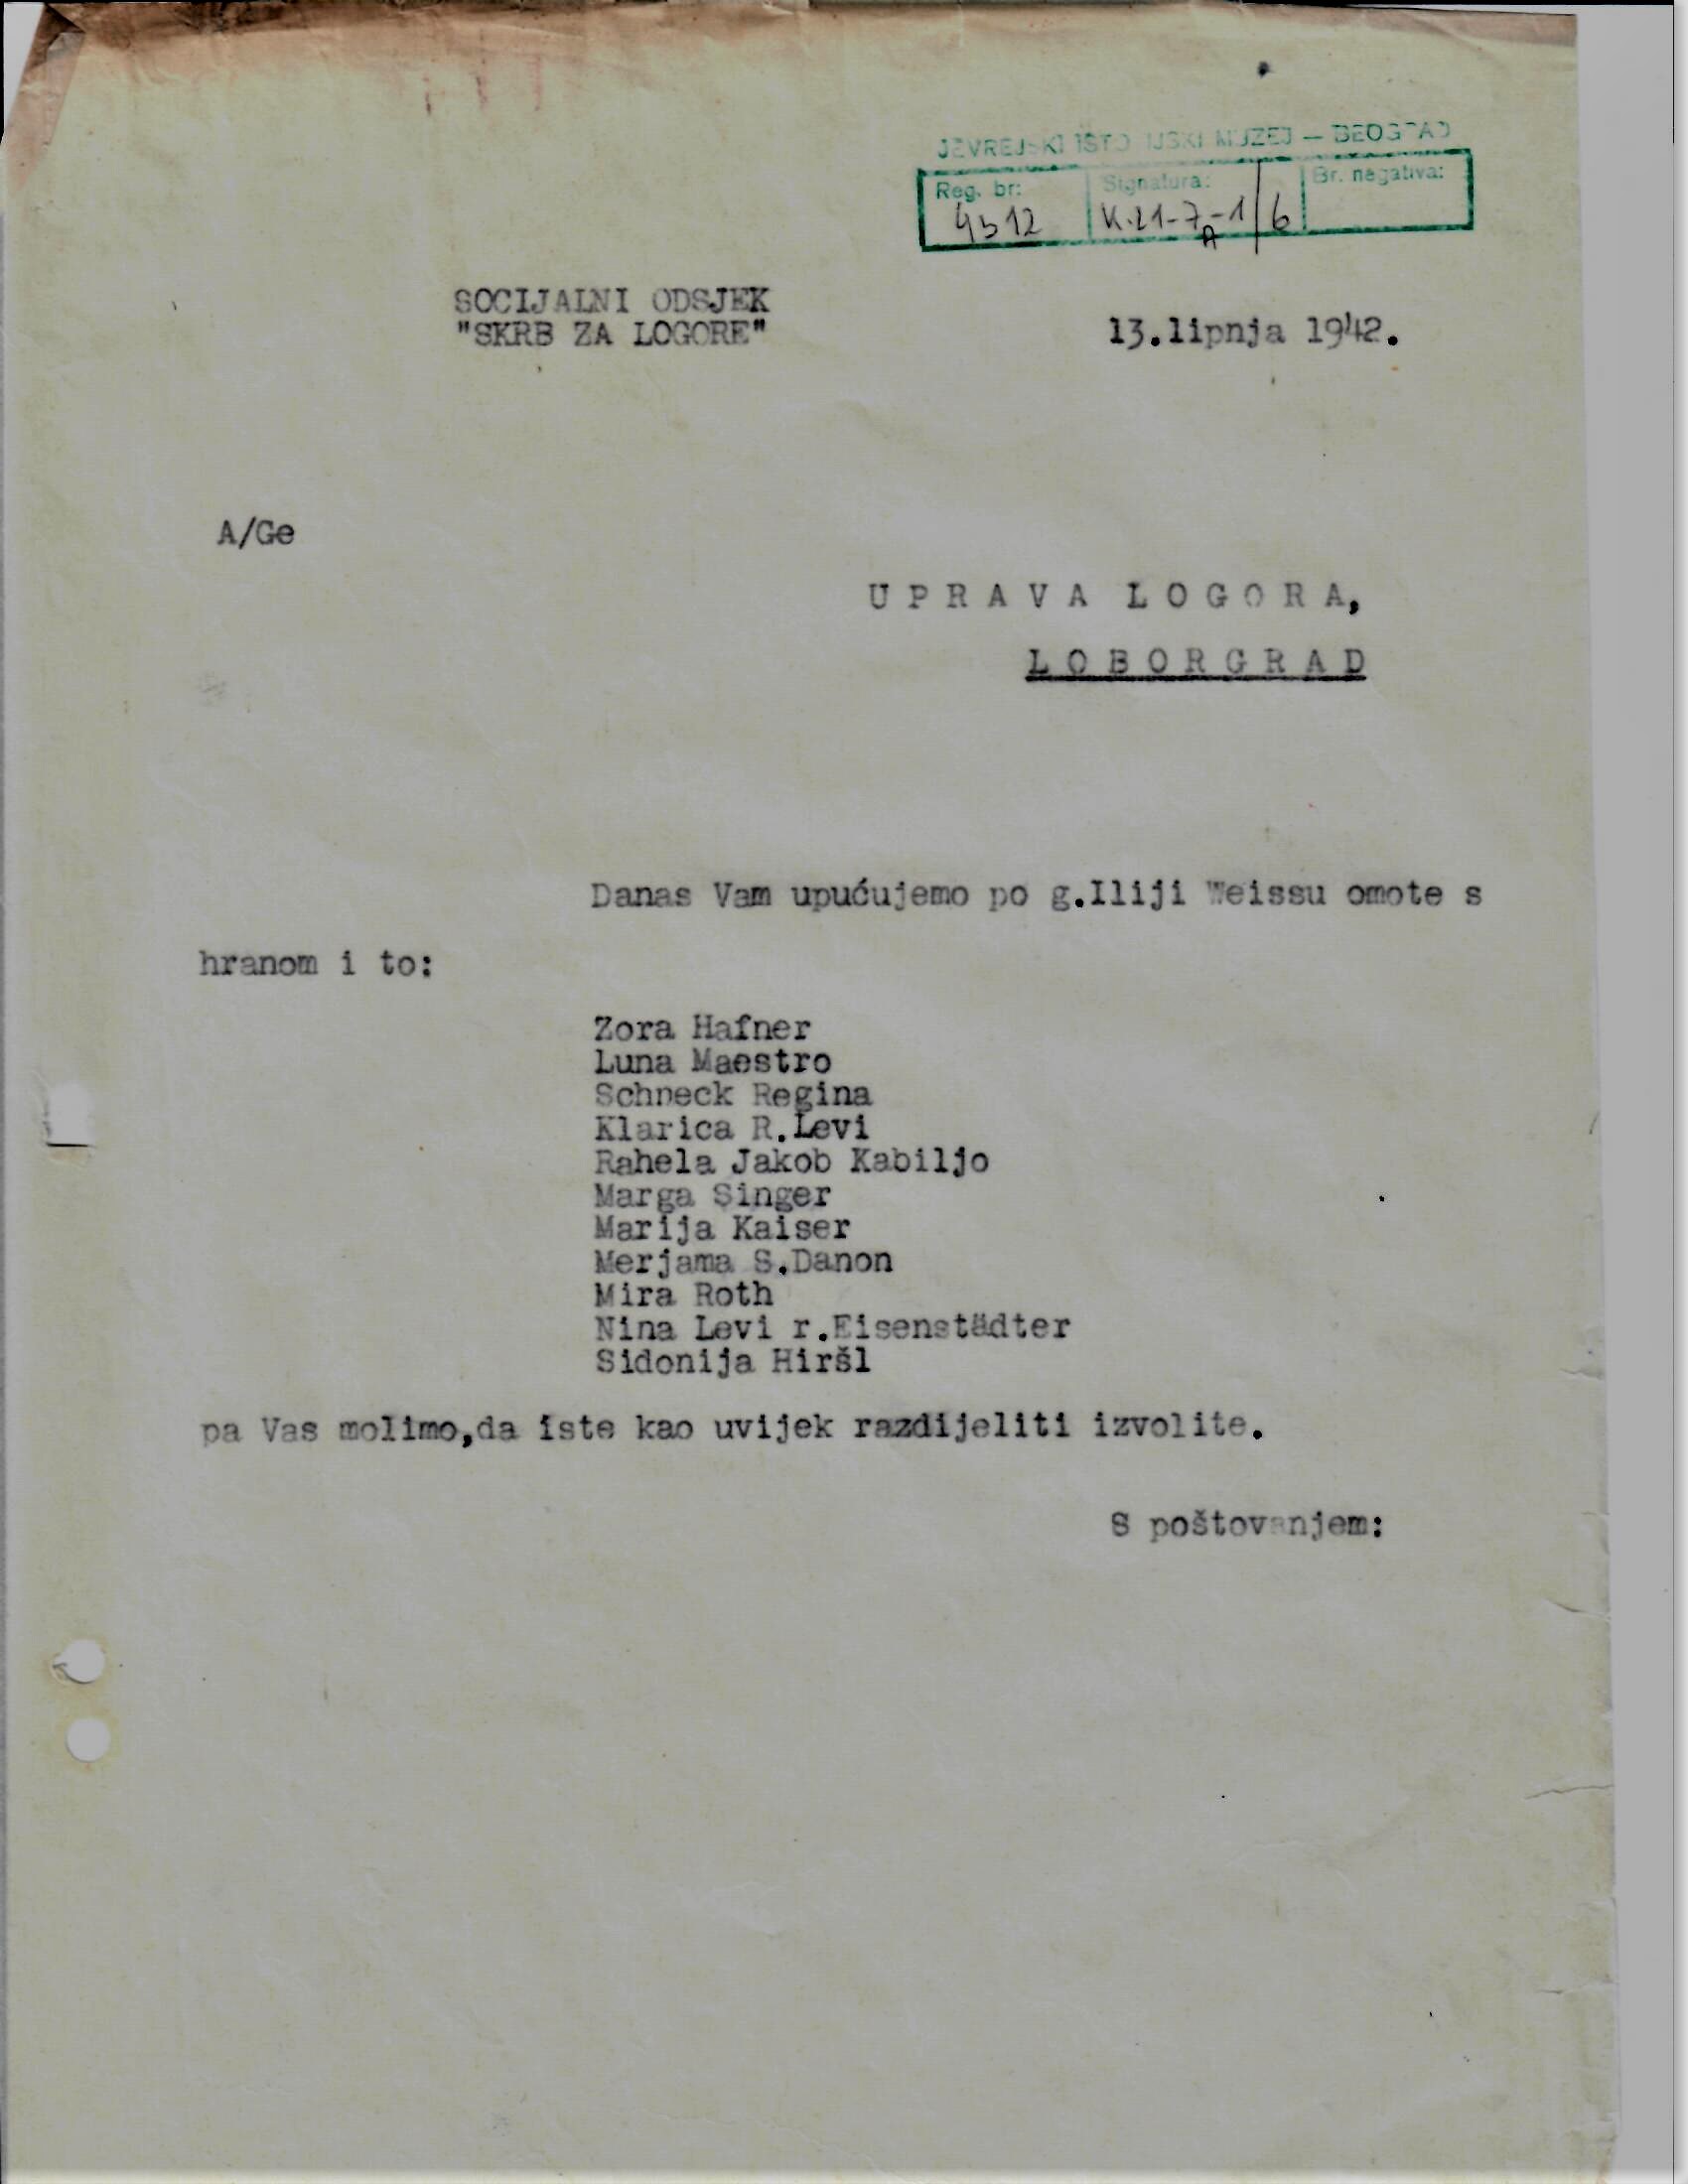 JEVREJSKI ISTORIJSKI MUZEJ — BEOGRAD
Reg. br: Signatura: Br. negativa:
4512 K.21-7A-1/6
SOCIJALNI ODSJEK
"SKRB ZA LOGORE"
13.lipnja 1942.
A/Ge
UPRAVA LOGORA,
LOBORGRAD
Danas Vam upućujemo po g.Iliji Weissu omote s
hranom i to:
Zora Hafner
Luna Maestro
Schneck Regina
Klarica R.Levi
Rahela Jakob Kabiljo
Marga Singer
Marija Kaiser
Merjama S.Danon
Mira Roth
Nina Levi r.Eisenstädter
Sidonija Hiršl
pa Vas molimo,da iste kao uvijek razdijeliti izvolite.
S poštovanjem: